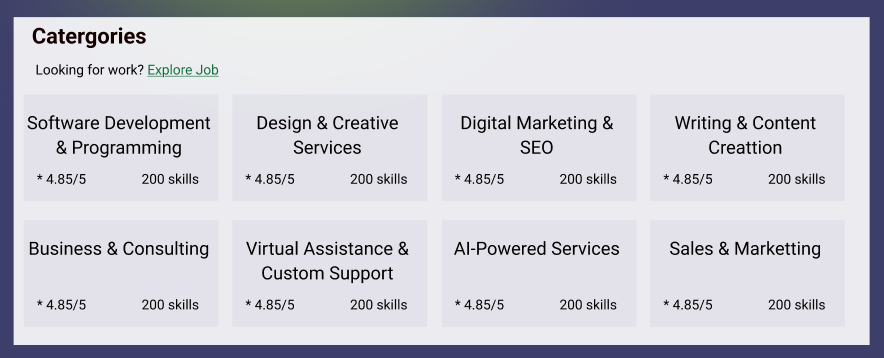 Catergories
Looking for work? Explore Job
Software Development
& Programming
* 4.85/5 200 skills
Design & Creative
Services
* 4.85/5 200 skills
Digital Marketing &
SEO
* 4.85/5 200 skills
Writing & Content
Creattion
* 4.85/5 200 skills
Business & Consulting
* 4.85/5 200 skills
Virtual Assistance &
Custom Support
* 4.85/5 200 skills
AI-Powered Services
* 4.85/5 200 skills
Sales & Marketting
* 4.85/5 200 skills